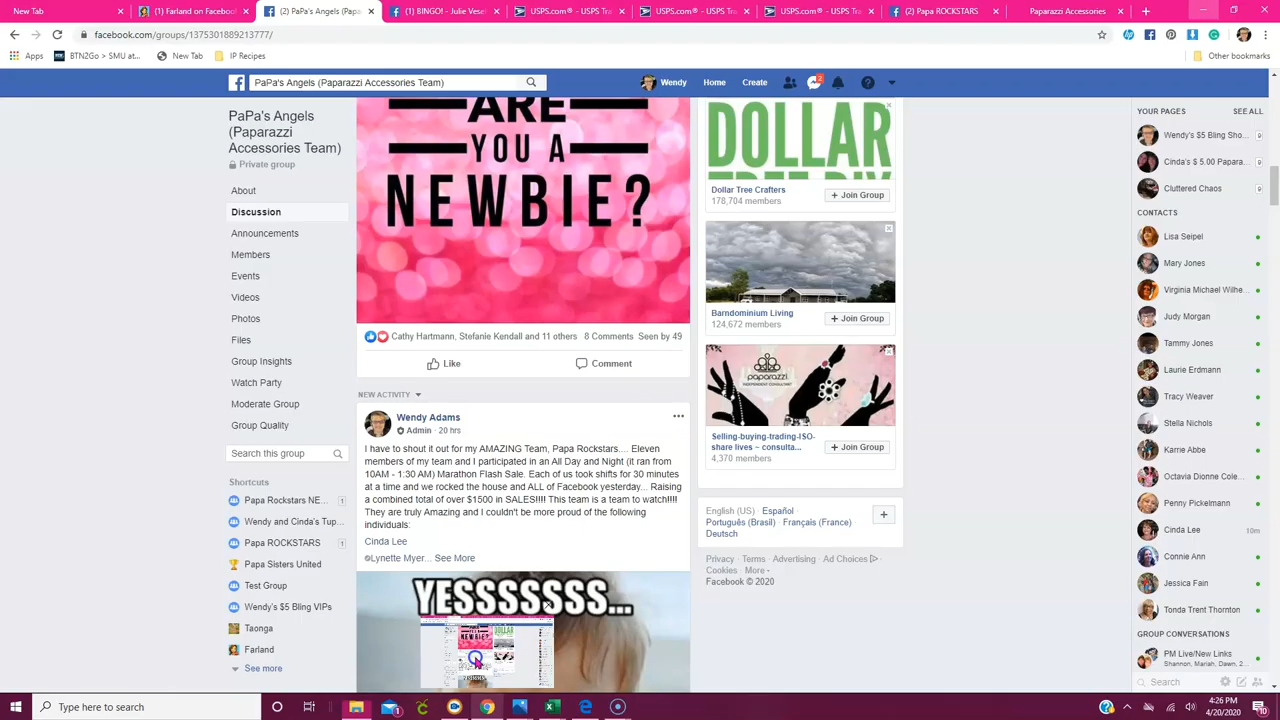 New Tab
(1) Farland on Facebook
(2) PaPa's Angels (Papa
(1) BINGO! - Julie Vesel
USPS.com® - USPS Tra
USPS.com® - USPS Tra
USPS.com® - USPS Tra
(2) Papa ROCKSTARS
Paparazzi Accessories
facebook.com/groups/1375301889213777/
Apps
BTN2Go > SMU at...
New Tab
IP Recipes
Other bookmarks
PaPa's Angels (Paparazzi Accessories Team)
Wendy
Home
Create
2
PaPa's Angels
(Paparazzi
Accessories Team)
Private group
About
Discussion
Announcements
Members
Events
Videos
Photos
Files
Group Insights
Watch Party
Moderate Group
Group Quality
Search this group
Shortcuts
Papa Rockstars NE... 1
Wendy and Cinda's Tup...
Papa ROCKSTARS 1
Papa Sisters United
Test Group
Wendy's $5 Bling VIPs
Taonga
Farland
See more
ARE
YOU A
NEWBIE?
Cathy Hartmann, Stefanie Kendall and 11 others 8 Comments Seen by 49
Like
Comment
NEW ACTIVITY
Wendy Adams
Admin · 20 hrs
I have to shout it out for my AMAZING Team, Papa Rockstars.... Eleven
members of my team and I participated in an All Day and Night (it ran from
10AM - 1:30 AM) Marathon Flash Sale. Each of us took shifts for 30 minutes
at a time and we rocked the house and ALL of Facebook yesterday... Raising
a combined total of over $1500 in SALES!!!! This team is a team to watch!!!!
They are truly Amazing and I couldn't be more proud of the following
individuals:
Cinda Lee
Lynette Myer... See More
YESSSSSSS...
DOLLAR
Dollar Tree Crafters
178,704 members
+ Join Group
Barndominium Living
124,672 members
+ Join Group
paparazzi
INDEPENDENT CONSULTANT
Selling-buying-trading-ISO-
share lives ~ consulta...
4,370 members
+ Join Group
English (US) · Español ·
Português (Brasil) · Français (France) ·
Deutsch
Privacy · Terms · Advertising · Ad Choices ·
Cookies · More
Facebook © 2020
YOUR PAGES
SEE ALL
Wendy's $5 Bling Sho... 9
Cinda's $ 5.00 Papara... 9
Cluttered Chaos 9
CONTACTS
Lisa Seipel
Mary Jones
Virginia Michael Wilhe...
Judy Morgan
Tammy Jones
Laurie Erdmann
Tracy Weaver
Stella Nichols
Karrie Abbe
Octavia Dionne Cole...
Penny Pickelmann
Cinda Lee 10m
Connie Ann
Jessica Fain
Tonda Trent Thornton
GROUP CONVERSATIONS
PM Live/New Links
Shannon, Mariah, Dawn, 2...
Search
Type here to search
4:26 PM
4/20/2020
10